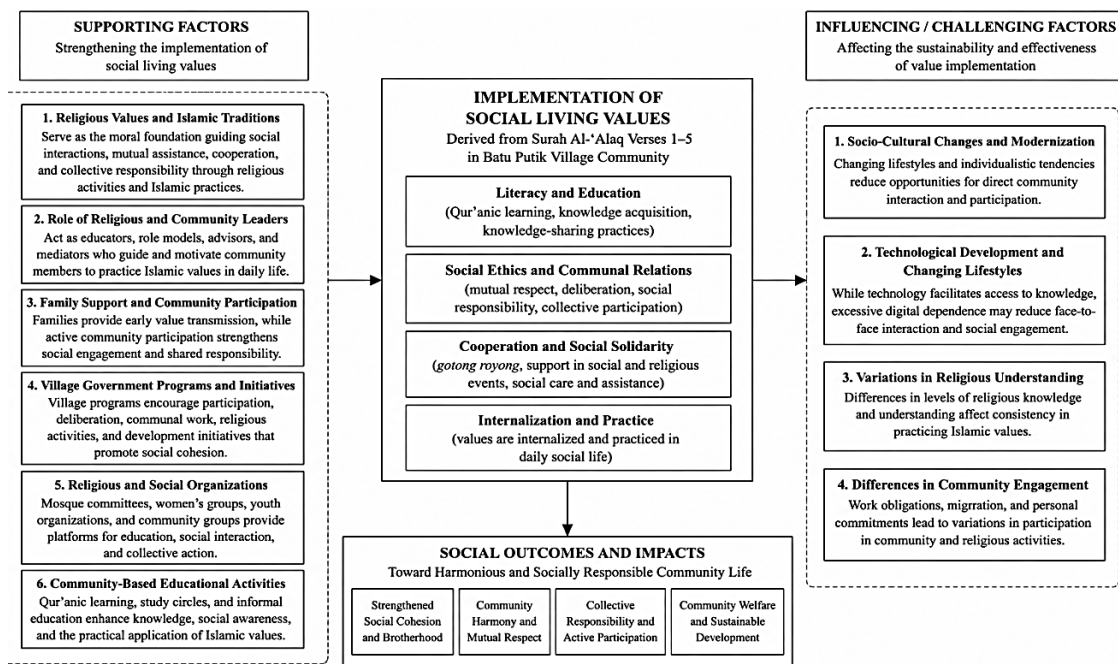 SUPPORTING FACTORS
Strengthening the implementation of
social living values
1. Religious Values and Islamic Traditions
Serve as the moral foundation guiding social
interactions, mutual assistance, cooperation,
and collective responsibility through religious
activities and Islamic practices.
2. Role of Religious and Community Leaders
Act as educators, role models, advisors, and
mediators who guide and motivate community
members to practice Islamic values in daily life.
3. Family Support and Community Participation
Families provide early value transmission, while
active community participation strengthens
social engagement and shared responsibility.
4. Village Government Programs and Initiatives
Village programs encourage participation,
deliberation, communal work, religious
activities, and development initiatives that
promote social cohesion.
5. Religious and Social Organizations
Mosque committees, women's groups, youth
organizations, and community groups provide
platforms for education, social interaction,
and collective action.
6. Community-Based Educational Activities
Qur'anic learning, study circles, and informal
education enhance knowledge, social awareness,
and the practical application of Islamic values.
IMPLEMENTATION OF
SOCIAL LIVING VALUES
Derived from Surah Al-‘Alaq Verses 1–5
in Batu Putik Village Community
Literacy and Education
(Qur'anic learning, knowledge acquisition,
knowledge-sharing practices)
Social Ethics and Communal Relations
(mutual respect, deliberation, social
responsibility, collective participation)
Cooperation and Social Solidarity
(gotong royong, support in social and religious
events, social care and assistance)
Internalization and Practice
(values are internalized and practiced in
daily social life)
SOCIAL OUTCOMES AND IMPACTS
Toward Harmonious and Socially Responsible Community Life
Strengthened
Social Cohesion
and Brotherhood
Community
Harmony and
Mutual Respect
Collective
Responsibility and
Active Participation
Community Welfare
and Sustainable
Development
INFLUENCING / CHALLENGING FACTORS
Affecting the sustainability and effectiveness
of value implementation
1. Socio-Cultural Changes and Modernization
Changing lifestyles and individualistic tendencies
reduce opportunities for direct community
interaction and participation.
2. Technological Development and
Changing Lifestyles
While technology facilitates access to knowledge,
excessive digital dependence may reduce face-to-
face interaction and social engagement.
3. Variations in Religious Understanding
Differences in levels of religious knowledge
and understanding affect consistency in
practicing Islamic values.
4. Differences in Community Engagement
Work obligations, migrration, and personal
commitments lead to variations in participation
in community and religious activities.